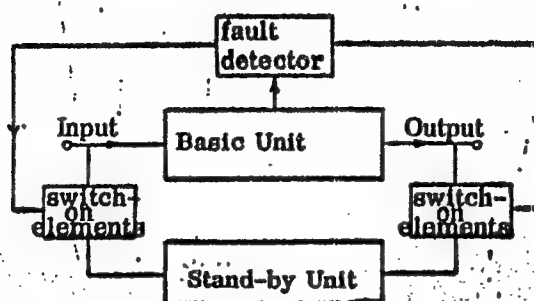 fault
detector
Input
Basic Unit
Output
switch-
on
elements
switch-
on
elements
Stand-by Unit